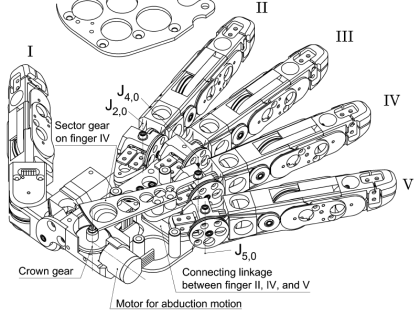 II
I
III
J4,0
J2,0
IV
Sector gear
on finger IV
V
J5,0
Crown gear
Connecting linkage
between finger II, IV, and V
Motor for abduction motion